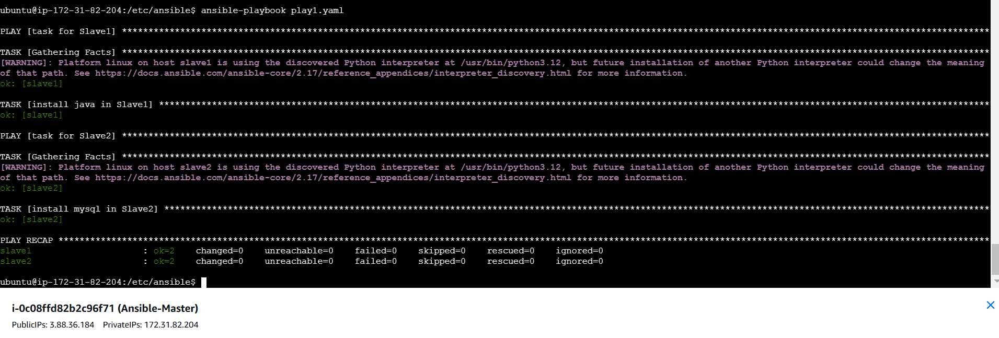 ubuntu@ip-172-31-82-204:/etc/ansible$ ansible-playbook play1.yaml
PLAY [task for Slave1] ********************************************************************************************************************************************************************
TASK [Gathering Facts] ********************************************************************************************************************************************************************
[WARNING]: Platform linux on host slave1 is using the discovered Python interpreter at /usr/bin/python3.12, but future installation of another Python interpreter could change the meaning
of that path. See https://docs.ansible.com/ansible-core/2.17/reference_appendices/interpreter_discovery.html for more information.
ok: [slave1]
TASK [install java in Slave1] *************************************************************************************************************************************************************
ok: [slave1]
PLAY [task for Slave2] ********************************************************************************************************************************************************************
TASK [Gathering Facts] ********************************************************************************************************************************************************************
[WARNING]: Platform linux on host slave2 is using the discovered Python interpreter at /usr/bin/python3.12, but future installation of another Python interpreter could change the meaning
of that path. See https://docs.ansible.com/ansible-core/2.17/reference_appendices/interpreter_discovery.html for more information.
ok: [slave2]
TASK [install mysql in Slave2] ************************************************************************************************************************************************************
ok: [slave2]
PLAY RECAP ********************************************************************************************************************************************************************************
slave1                     : ok=2    changed=0    unreachable=0    failed=0    skipped=0    rescued=0    ignored=0
slave2                     : ok=2    changed=0    unreachable=0    failed=0    skipped=0    rescued=0    ignored=0
ubuntu@ip-172-31-82-204:/etc/ansible$
i-0c08ffd82b2c96f71 (Ansible-Master)
PublicIPs: 3.88.36.184    PrivateIPs: 172.31.82.204